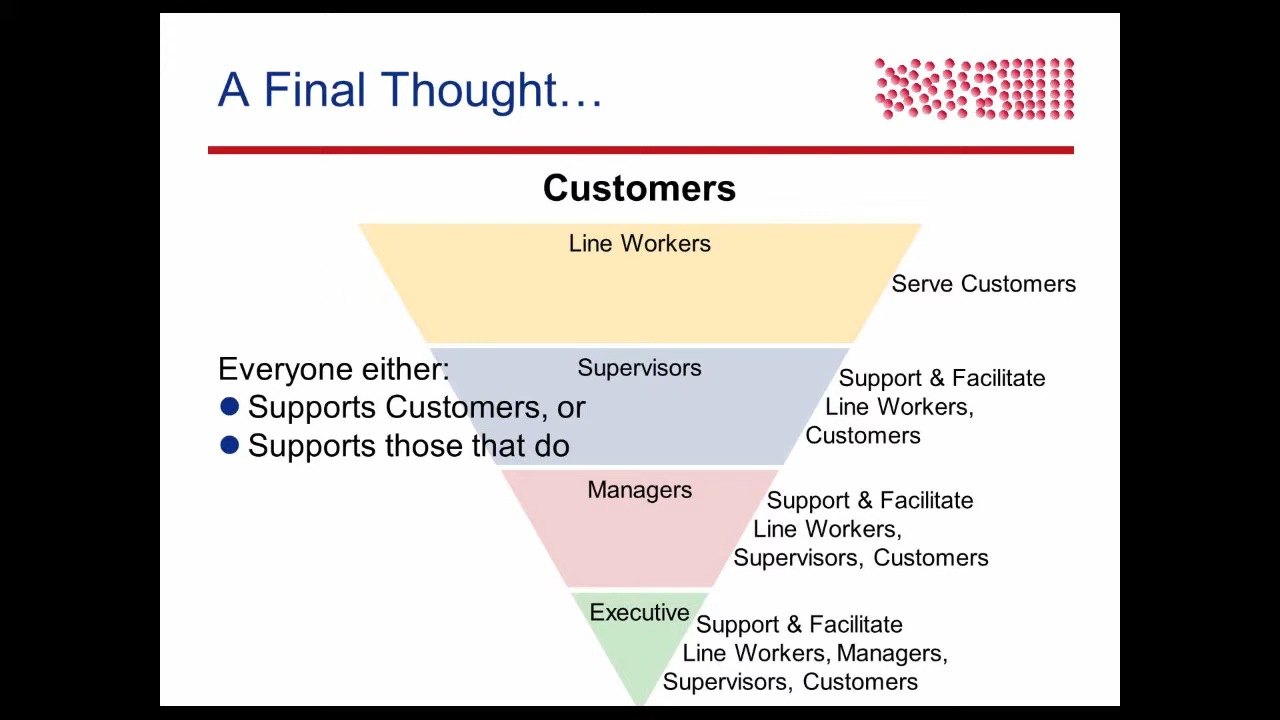 A Final Thought…
Customers
Line Workers
Serve Customers
Everyone either:
Supports Customers, or
Supports those that do
Supervisors
Support & Facilitate
Line Workers,
Customers
Managers
Support & Facilitate
Line Workers,
Supervisors, Customers
Executive
Support & Facilitate
Line Workers, Managers,
Supervisors, Customers